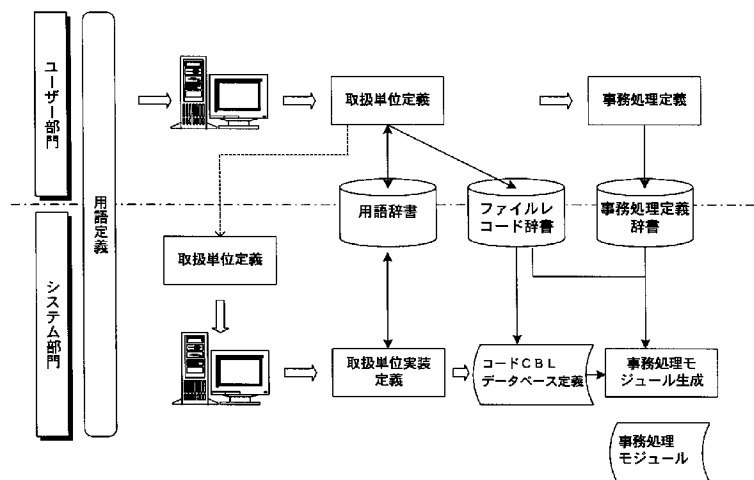 ユーザー部門
用語定義
システム部門
取扱単位定義
事務処理定義
用語辞書
ファイルレ
コード辞書
事務処理定義
辞書
取扱単位定義
取扱単位実装
定義
コードCBL
データベース定義
事務処理モ
ジュール生成
事務処理
モジュール